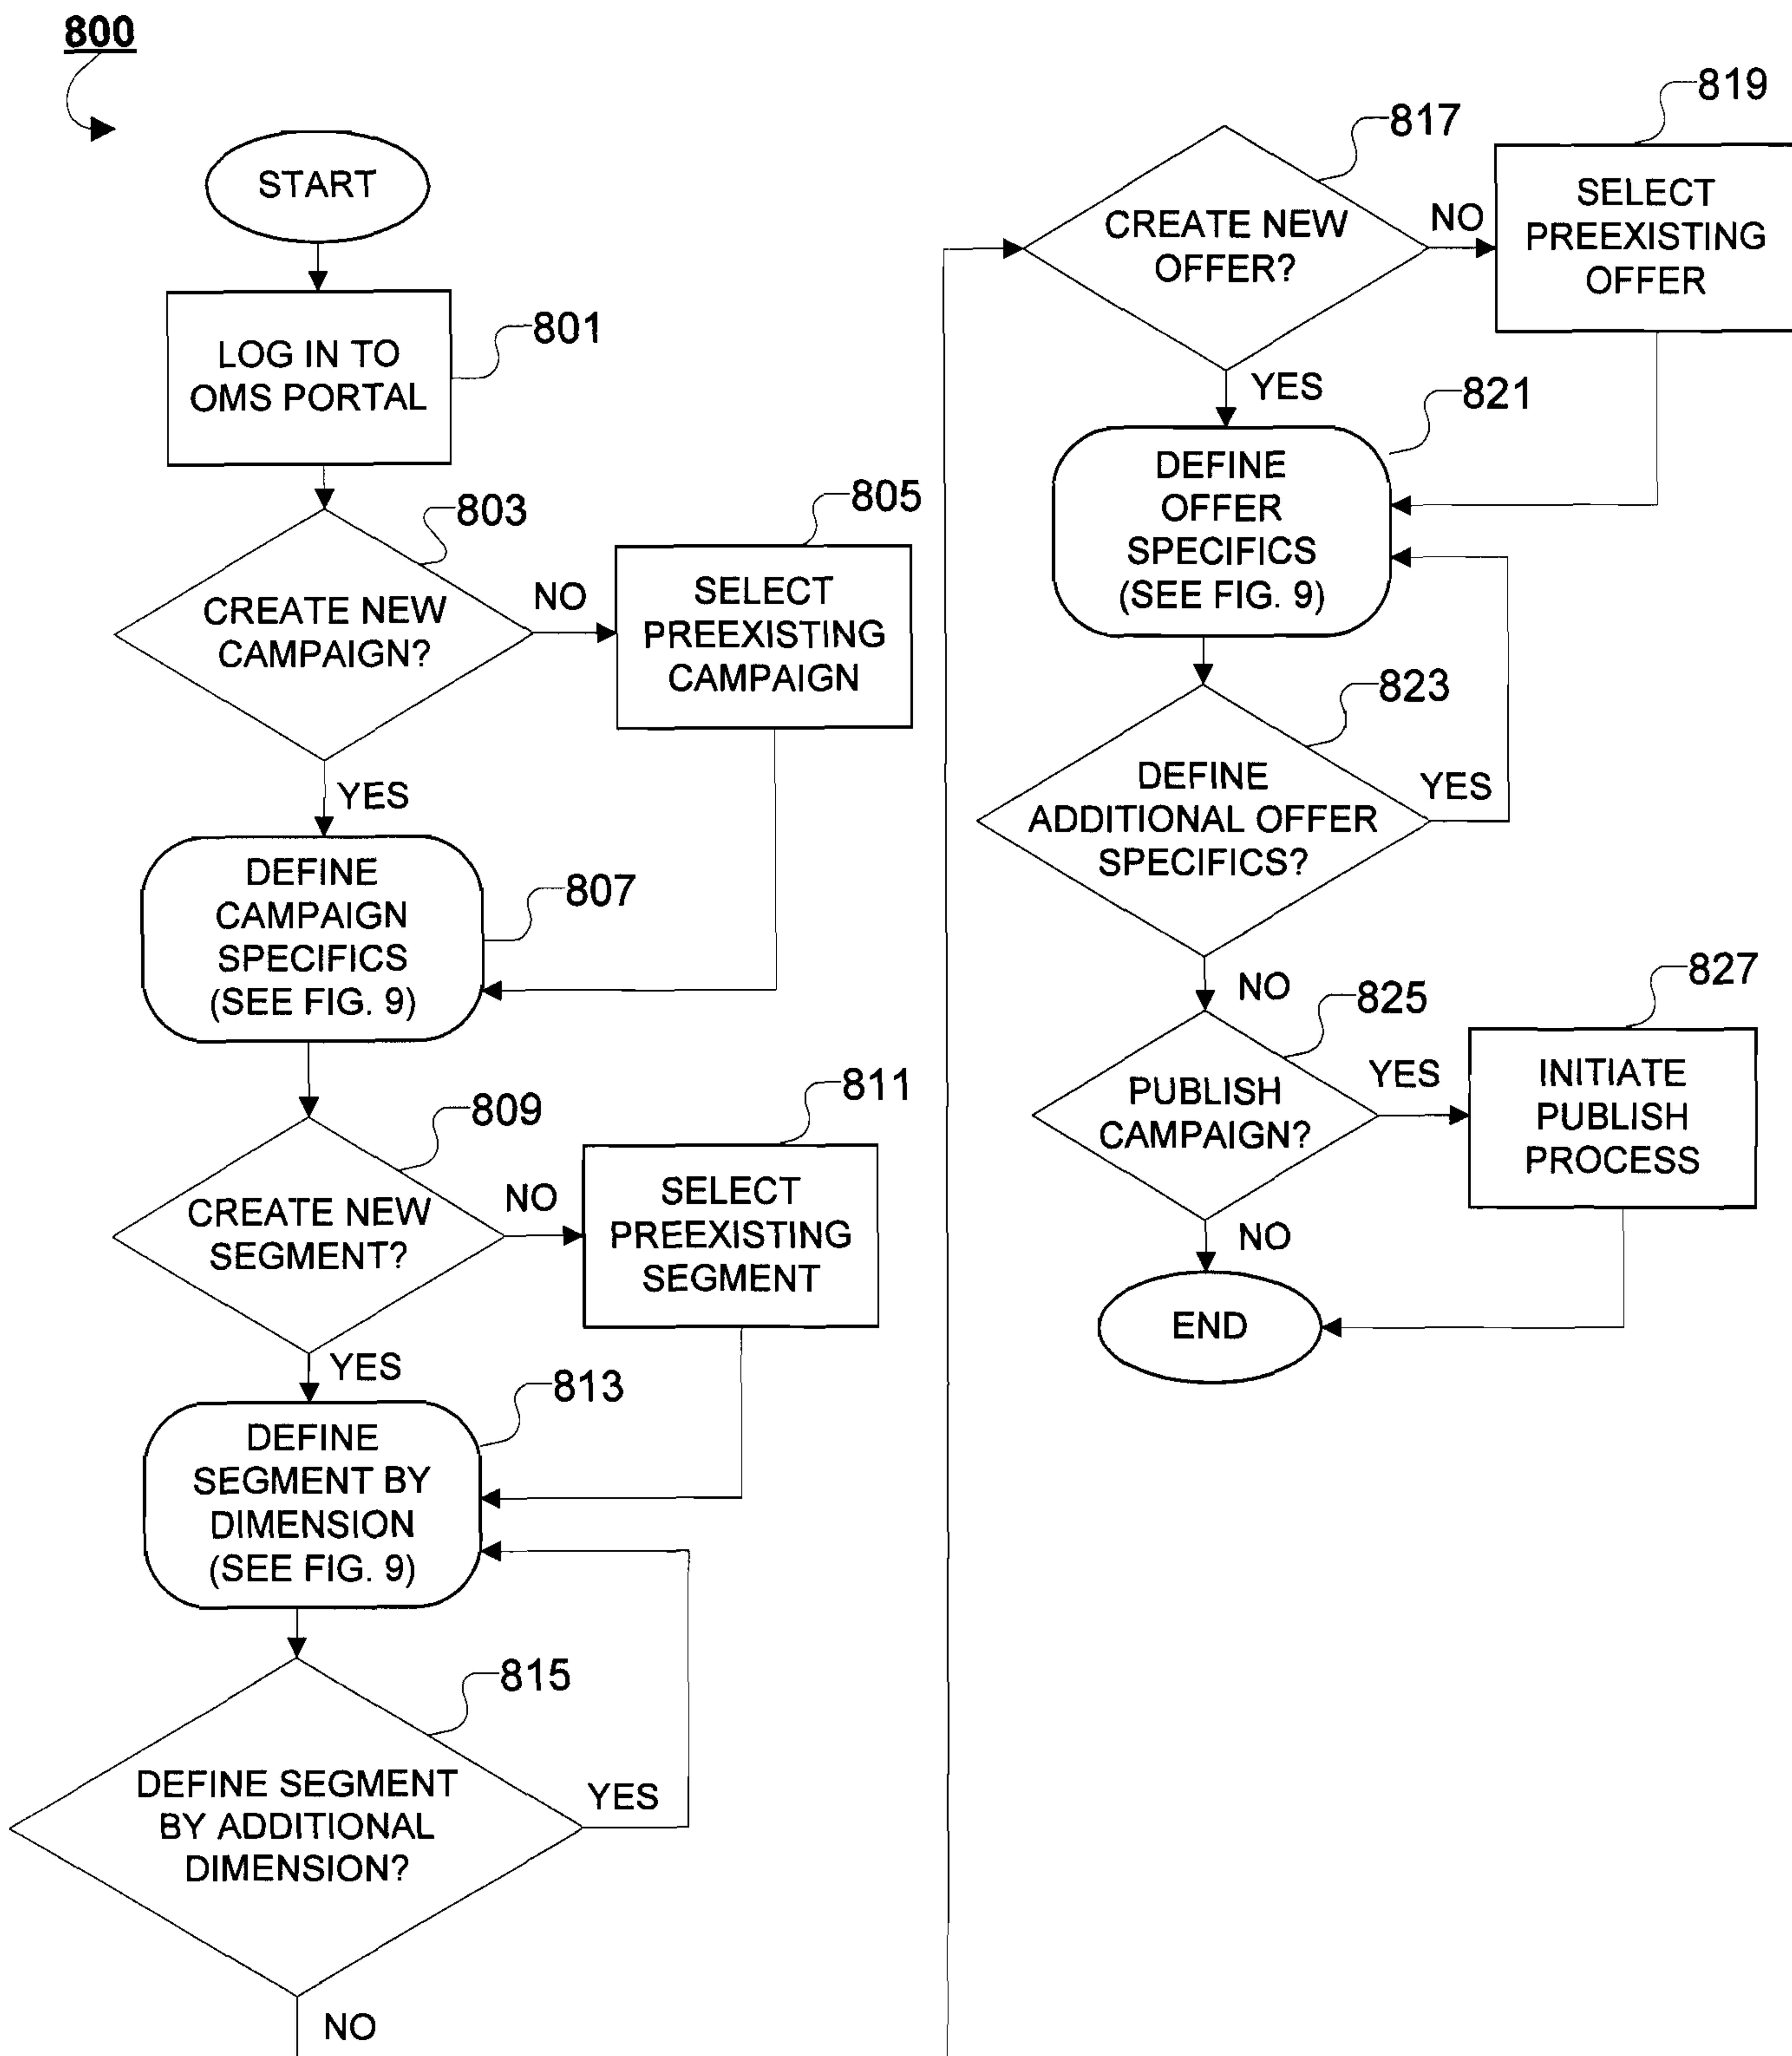 800
START
LOG IN TO
OMS PORTAL
801
CREATE NEW
CAMPAIGN?
803
NO
SELECT
PREEXISTING
CAMPAIGN
805
YES
DEFINE
CAMPAIGN
SPECIFICS
(SEE FIG. 9)
807
CREATE NEW
SEGMENT?
809
NO
SELECT
PREEXISTING
SEGMENT
811
YES
DEFINE
SEGMENT BY
DIMENSION
(SEE FIG. 9)
813
DEFINE SEGMENT
BY ADDITIONAL
DIMENSION?
815
YES
NO
CREATE NEW
OFFER?
817
NO
SELECT
PREEXISTING
OFFER
819
YES
DEFINE
OFFER
SPECIFICS
(SEE FIG. 9)
821
DEFINE
ADDITIONAL OFFER
SPECIFICS?
823
YES
NO
PUBLISH
CAMPAIGN?
825
YES
INITIATE
PUBLISH
PROCESS
827
NO
END